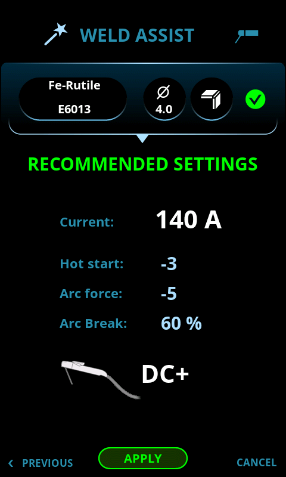 WELD ASSIST
Fe-Rutile
E6013
4.0
RECOMMENDED SETTINGS
Current: 140 A
Hot start: -3
Arc force: -5
Arc Break: 60 %
DC+
‹ PREVIOUS APPLY CANCEL